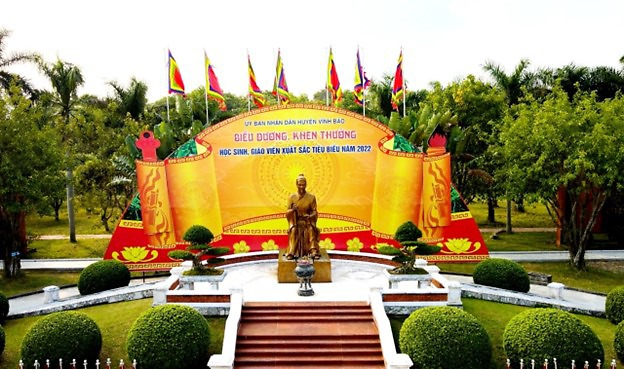 ỦY BAN NHÂN DÂN HUYỆN VĨNH BẢO
BIỂU DƯƠNG, KHEN THƯỞNG
HỌC SINH, GIÁO VIÊN XUẤT SẮC TIÊU BIỂU NĂM 2022